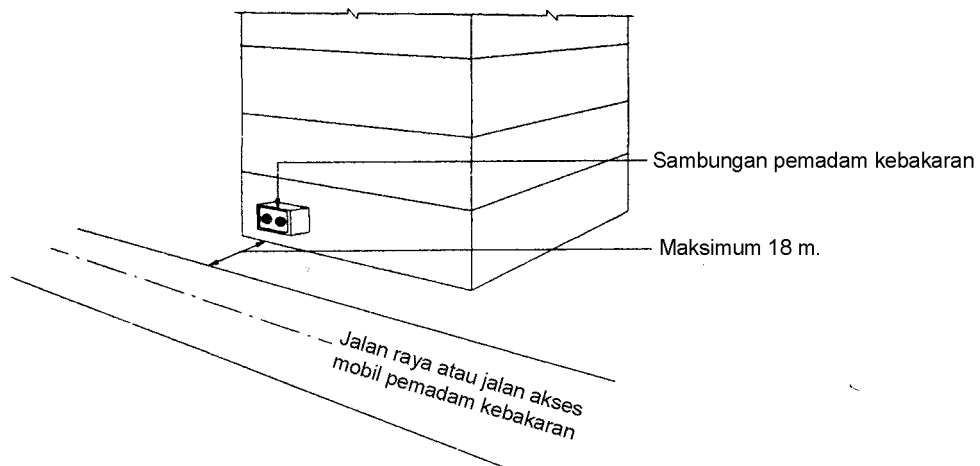 Sambungan pemadam kebakaran
Maksimum 18 m.
Jalan raya atau jalan akses
mobil pemadam kebakaran